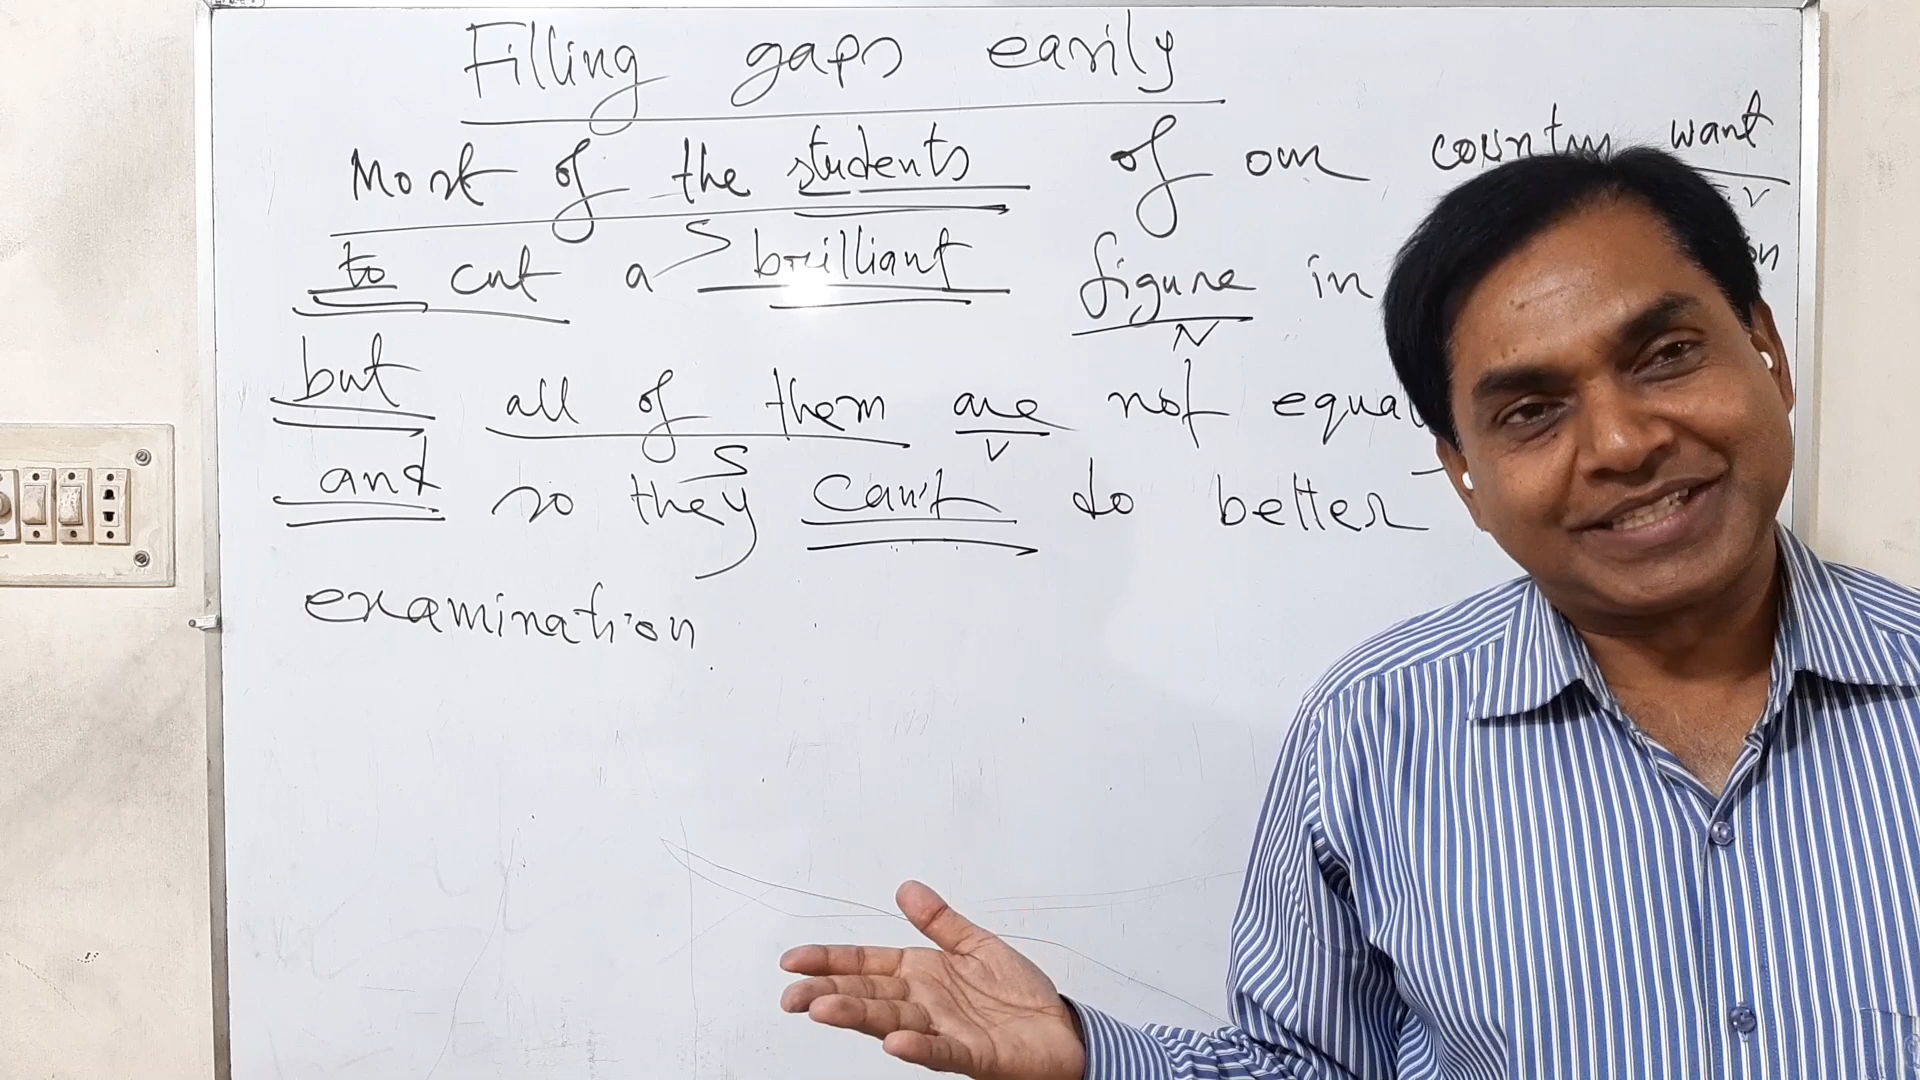 Filling gaps easily
Most of the students of our country want
S V
to cut a brilliant figure in
N
but all of them are not equal
S V
and so they can't do better
examination